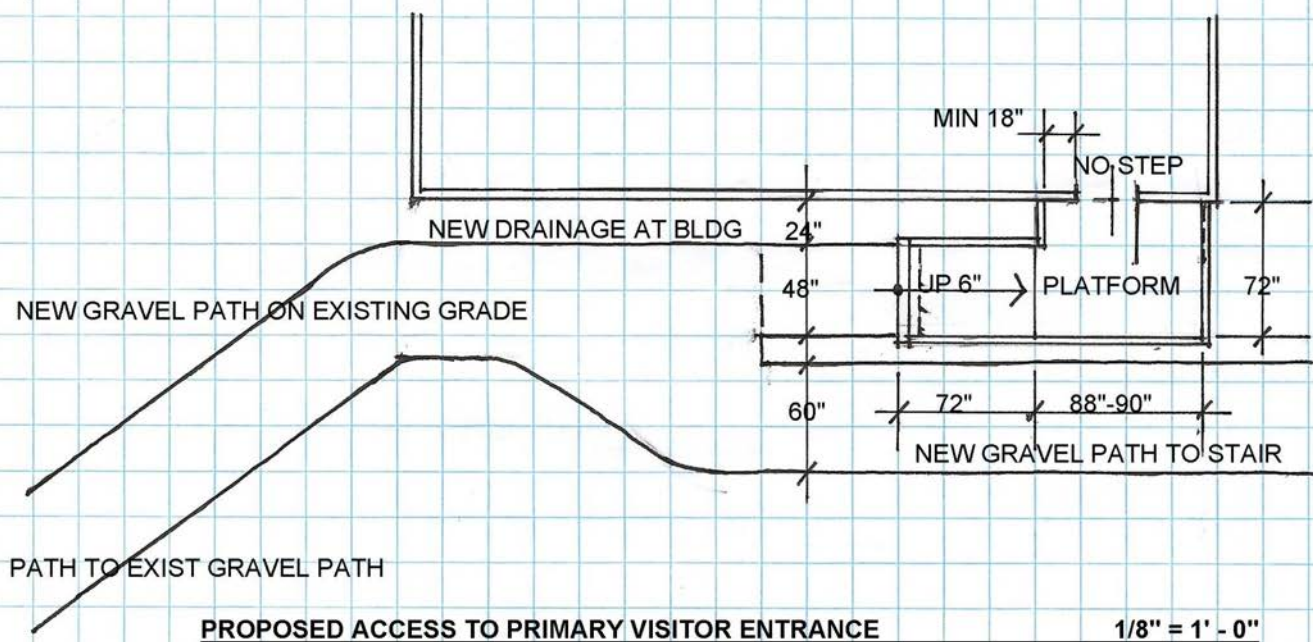 MIN 18"
NO STEP
NEW DRAINAGE AT BLDG
24"
NEW GRAVEL PATH ON EXISTING GRADE
48"
UP 6"
PLATFORM
72"
60"
72"
88"-90"
NEW GRAVEL PATH TO STAIR
PATH TO EXIST GRAVEL PATH
PROPOSED ACCESS TO PRIMARY VISITOR ENTRANCE
1/8" = 1' - 0"